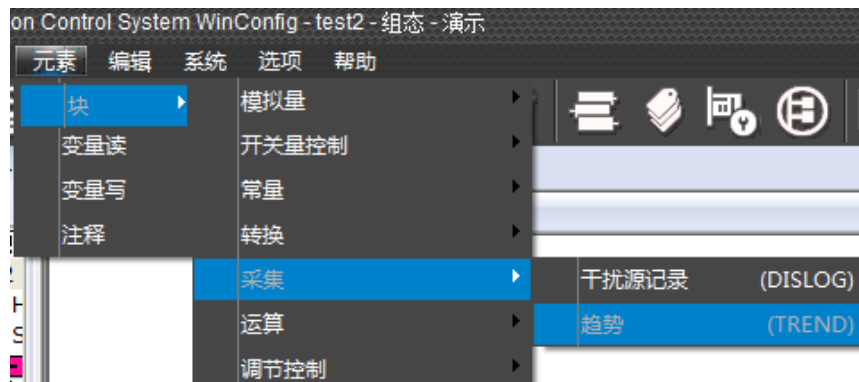 on Control System WinConfig - test2 - 组态 - 演示
元素 编辑 系统 选项 帮助
块
变量读
变量写
注释
模拟量
开关量控制
常量
转换
采集
运算
调节控制
干扰源记录 (DISLOG)
趋势 (TREND)